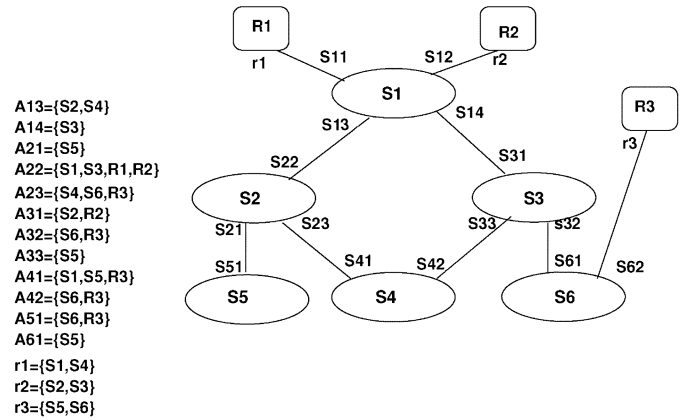 R1
R2
S11
S12
r1
r2
S1
R3
A13={S2,S4}
A14={S3}
A21={S5}
A22={S1,S3,R1,R2}
A23={S4,S6,R3}
A31={S2,R2}
A32={S6,R3}
A33={S5}
A41={S1,S5,R3}
A42={S6,R3}
A51={S6,R3}
A61={S5}
r1={S1,S4}
r2={S2,S3}
r3={S5,S6}
S13
S14
r3
S22
S31
S2
S3
S21
S23
S33
s32
S51
S41
S42
S61
S62
S5
S4
S6